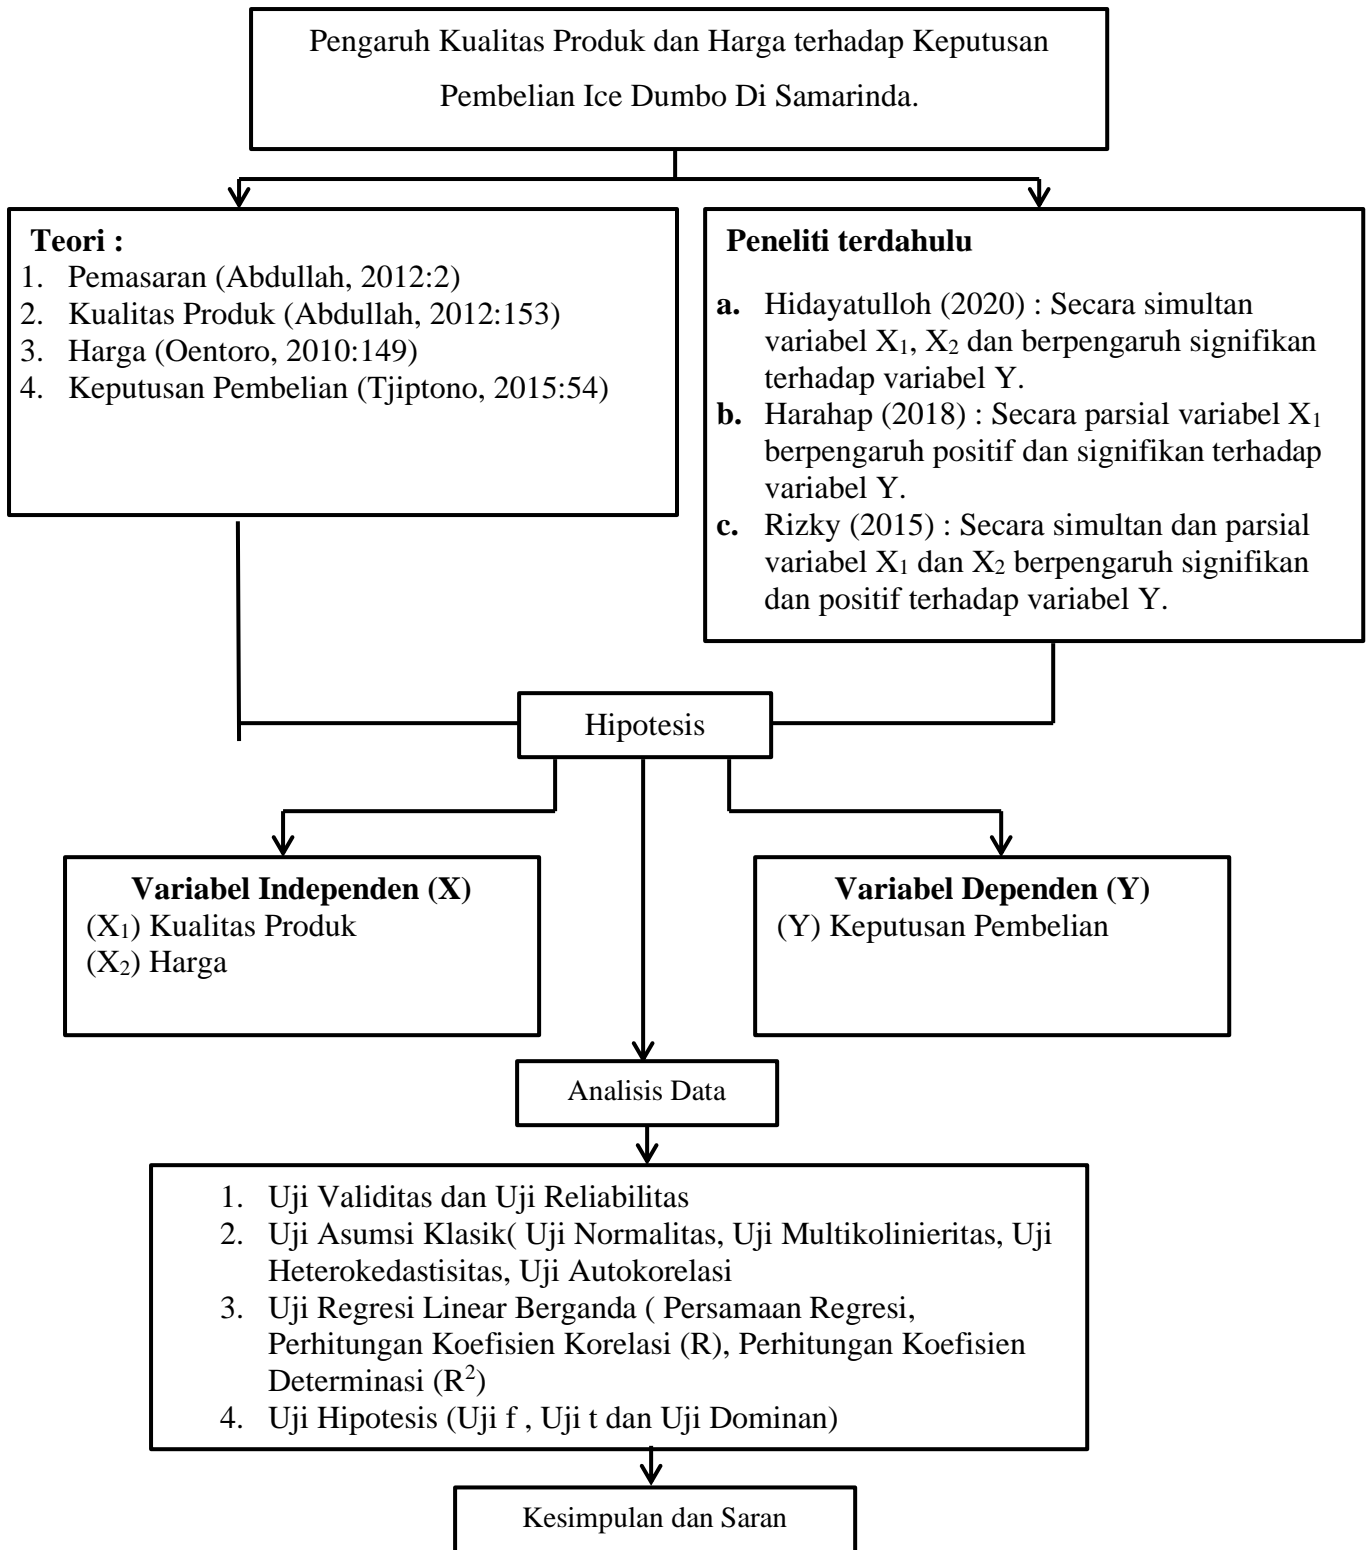 Pengaruh Kualitas Produk dan Harga terhadap Keputusan
Pembelian Ice Dumbo Di Samarinda.
Teori :
1. Pemasaran (Abdullah, 2012:2)
2. Kualitas Produk (Abdullah, 2012:153)
3. Harga (Oentoro, 2010:149)
4. Keputusan Pembelian (Tjiptono, 2015:54)
Peneliti terdahulu
a. Hidayatulloh (2020) : Secara simultan
variabel X₁, X₂ dan berpengaruh signifikan
terhadap variabel Y.
b. Harahap (2018) : Secara parsial variabel X₁
berpengaruh positif dan signifikan terhadap
variabel Y.
c. Rizky (2015) : Secara simultan dan parsial
variabel X₁ dan X₂ berpengaruh signifikan
dan positif terhadap variabel Y.
Hipotesis
Variabel Independen (X)
(X₁) Kualitas Produk
(X₂) Harga
Variabel Dependen (Y)
(Y) Keputusan Pembelian
Analisis Data
1. Uji Validitas dan Uji Reliabilitas
2. Uji Asumsi Klasik( Uji Normalitas, Uji Multikolinieritas, Uji
Heterokedastisitas, Uji Autokorelasi
3. Uji Regresi Linear Berganda ( Persamaan Regresi,
Perhitungan Koefisien Korelasi (R), Perhitungan Koefisien
Determinasi (R²)
4. Uji Hipotesis (Uji f , Uji t dan Uji Dominan)
Kesimpulan dan Saran